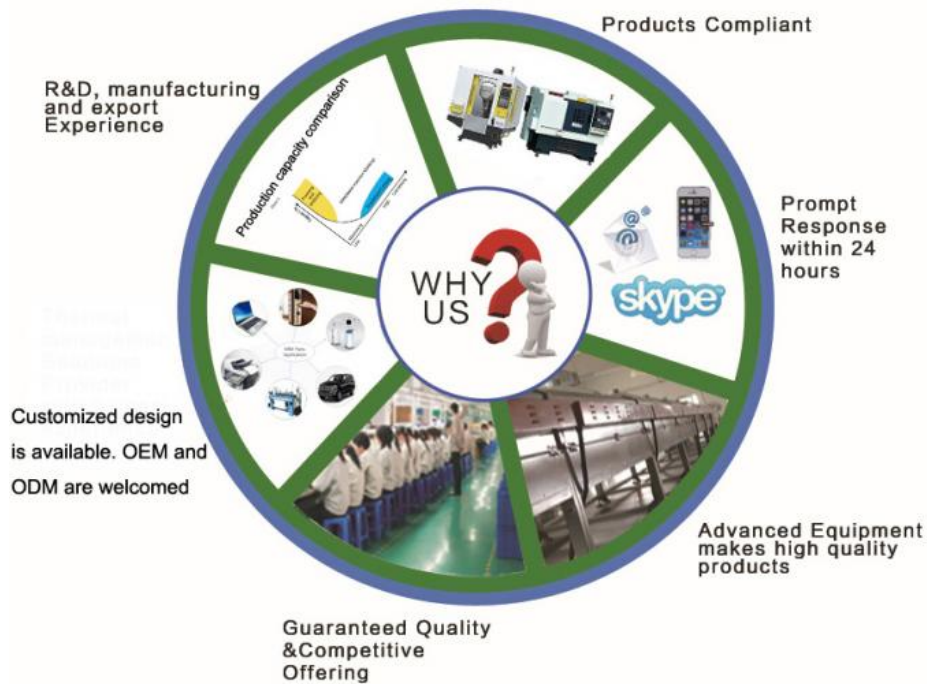 Products Compliant
R&D, manufacturing
and export
Experience
Production capacity comparison
Prompt
Response
within 24
hours
skype
WHY
US
?
Customized design
is available. OEM and
ODM are welcomed
Advanced Equipment
makes high quality
products
Guaranteed Quality
&Competitive
Offering